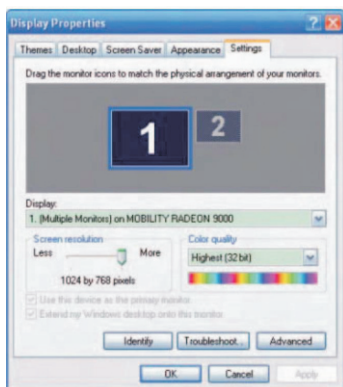 Display Properties
Themes Desktop Screen Saver Appearance Settings
Drag the monitor icons to match the physical arrangement of your monitors.
1 2
Display:
1. (Multiple Monitors) on MOBILITY RADEON 9000
Screen resolution
Less More
1024 by 768 pixels
Color quality
Highest (32 bit)
Use this device as the primary monitor.
Extend my Windows desktop onto this monitor.
Identify Troubleshoot... Advanced
OK Cancel Apply